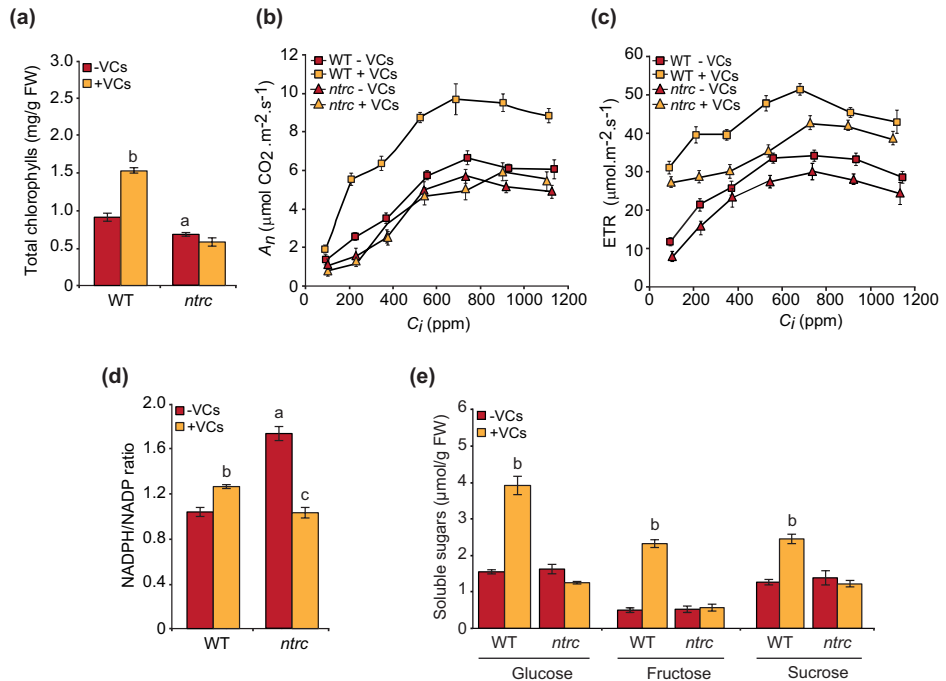 (a)
Total chlorophylls (mg/g FW)
2.0
1.5
1.0
0.5
0
-VCs
+VCs
b
a
WT
ntrc
(b)
An (µmol CO2 .m-2.s-1)
12
10
8
6
4
2
0
WT - VCs
WT + VCs
ntrc - VCs
ntrc + VCs
0 200 400 600 800 1000 1200
Ci (ppm)
(c)
ETR (µmol.m-2.s-1)
60
50
40
30
20
10
0
WT - VCs
WT + VCs
ntrc - VCs
ntrc + VCs
0 200 400 600 800 1000 1200
Ci (ppm)
(d)
NADPH/NADP ratio
2.0
1.6
1.2
0.8
0.4
0
-VCs
+VCs
b
a
c
WT
ntrc
(e)
Soluble sugars (µmol/g FW)
6
5
4
3
2
1
0
-VCs
+VCs
b
b
b
WT ntrc WT ntrc WT ntrc
Glucose Fructose Sucrose